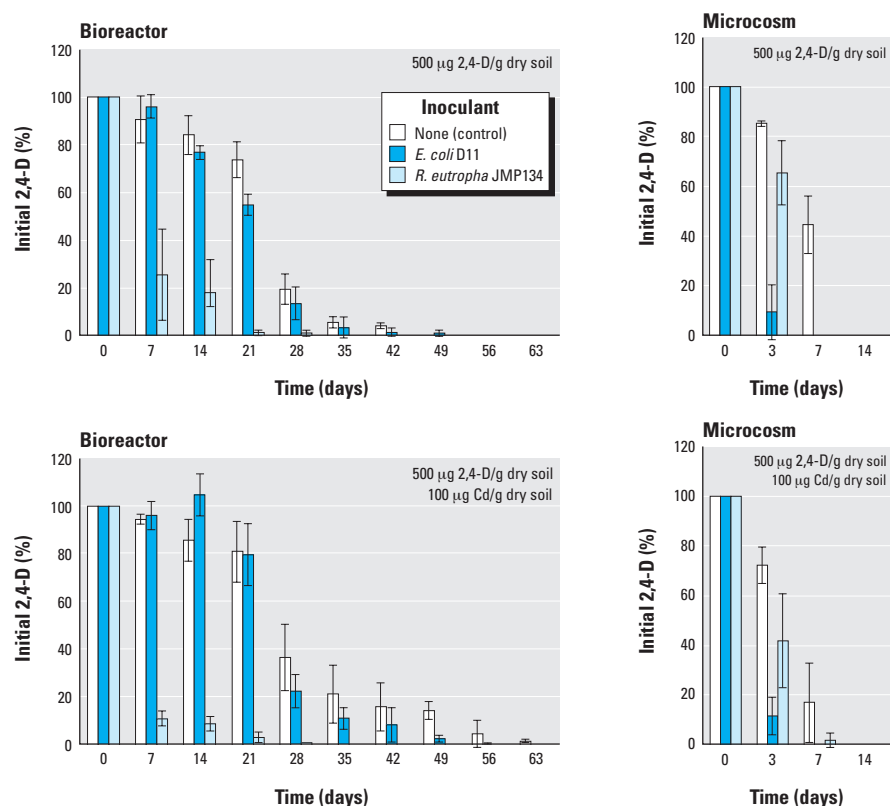 Bioreactor
120
100
80
60
40
20
0
Initial 2,4-D (%)
500 µg 2,4-D/g dry soil
Inoculant
None (control)
E. coli D11
R. eutropha JMP134
0 7 14 21 28 35 42 49 56 63
Time (days)
Microcosm
120
100
80
60
40
20
0
Initial 2,4-D (%)
500 µg 2,4-D/g dry soil
0 3 7 14
Time (days)
Bioreactor
120
100
80
60
40
20
0
Initial 2,4-D (%)
500 µg 2,4-D/g dry soil
100 µg Cd/g dry soil
0 7 14 21 28 35 42 49 56 63
Time (days)
Microcosm
120
100
80
60
40
20
0
Initial 2,4-D (%)
500 µg 2,4-D/g dry soil
100 µg Cd/g dry soil
0 3 7 14
Time (days)